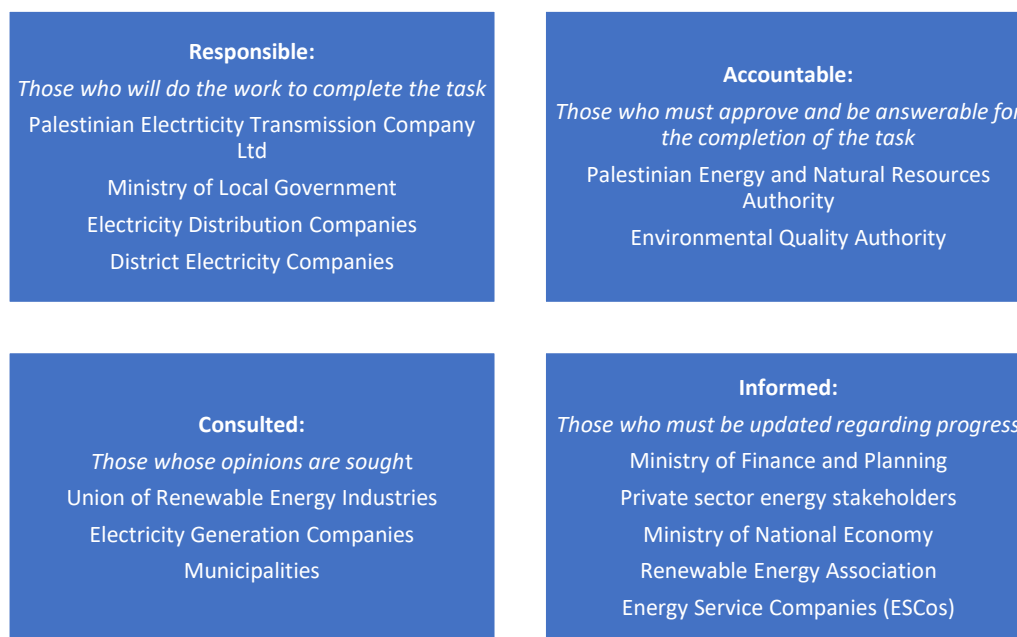 Responsible:
Those who will do the work to complete the task
Palestinian Electrticity Transmission Company
Ltd
Ministry of Local Government
Electricity Distribution Companies
District Electricity Companies
Accountable:
Those who must approve and be answerable for
the completion of the task
Palestinian Energy and Natural Resources
Authority
Environmental Quality Authority
Consulted:
Those whose opinions are sought
Union of Renewable Energy Industries
Electricity Generation Companies
Municipalities
Informed:
Those who must be updated regarding progress
Ministry of Finance and Planning
Private sector energy stakeholders
Ministry of National Economy
Renewable Energy Association
Energy Service Companies (ESCos)